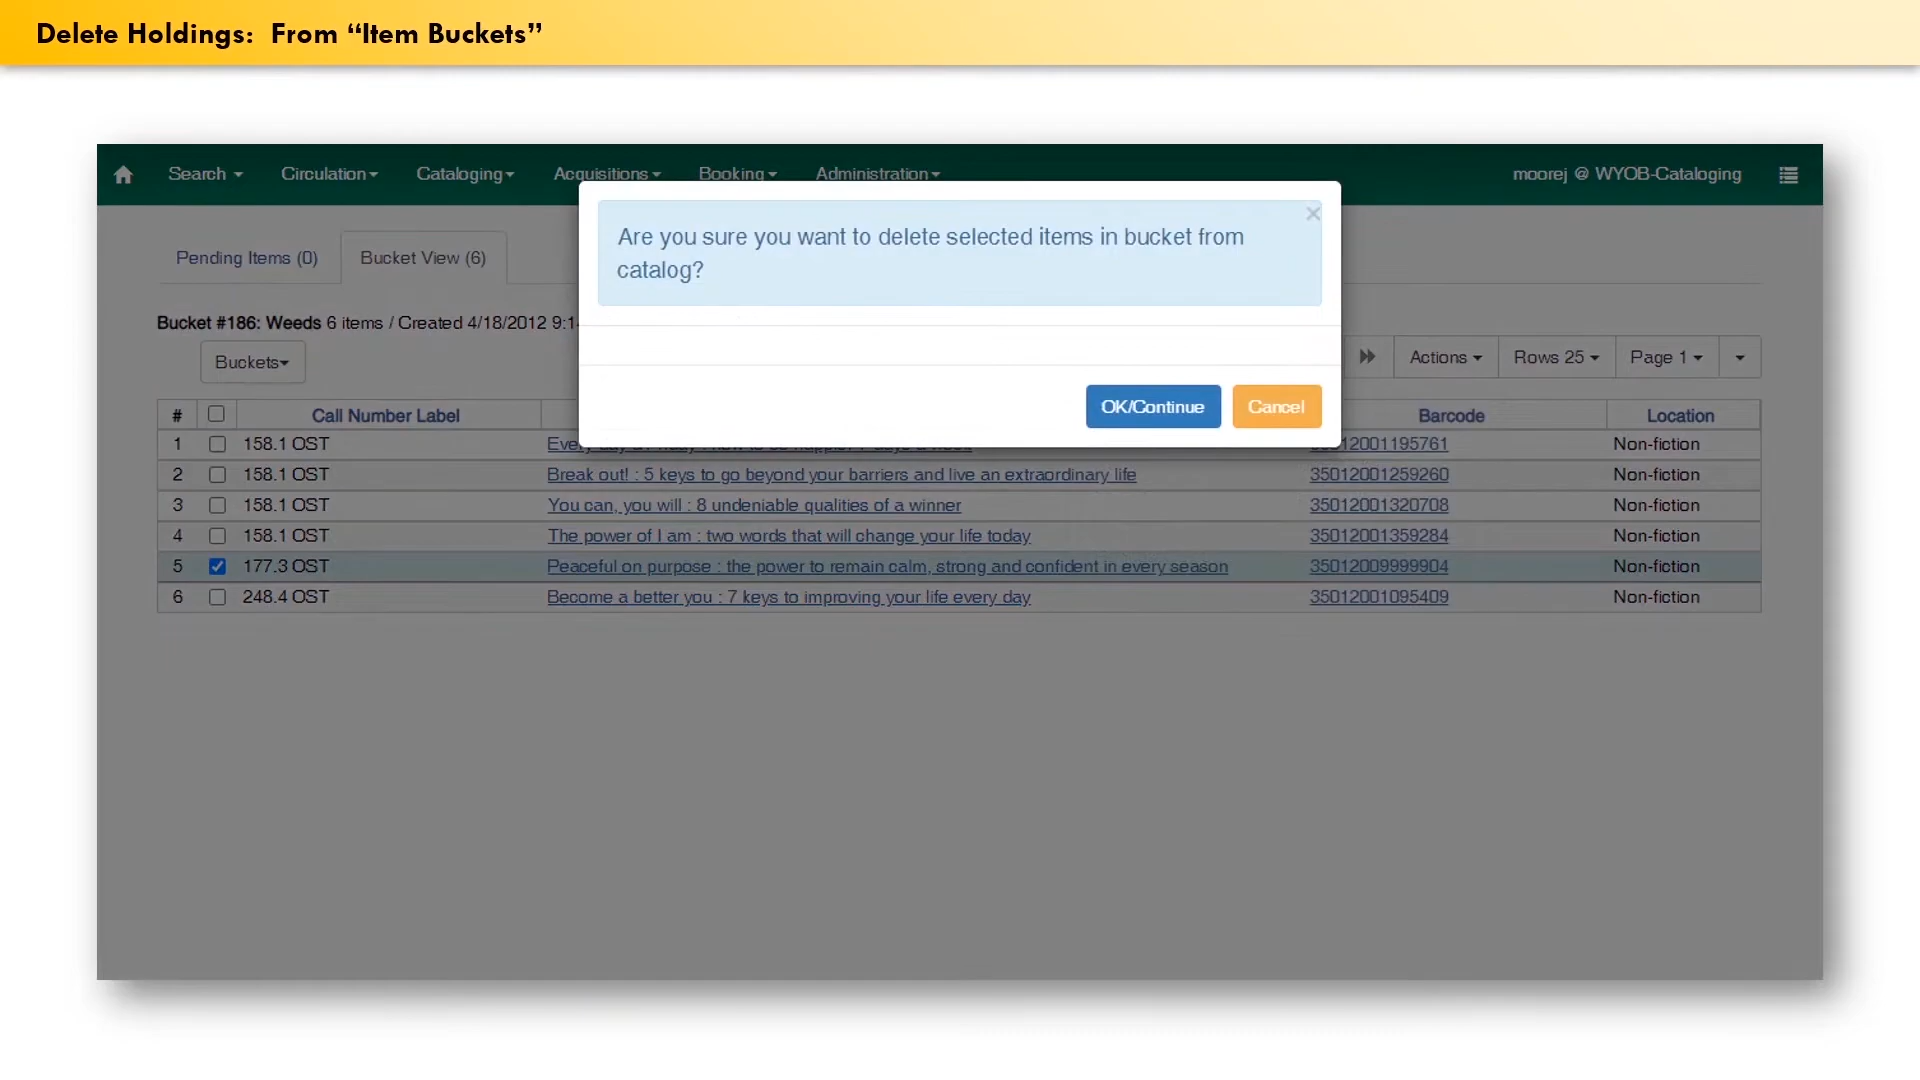 Delete Holdings: From “Item Buckets”
Search Circulation Cataloging Acquisitions Booking Administration moorej @ WYOB-Cataloging
Are you sure you want to delete selected items in bucket from
catalog?
Pending Items (0) Bucket View (6)
Bucket #186: Weeds 6 items / Created 4/18/2012
Buckets Actions Rows 25 Page 1
OK/Continue Cancel
# Call Number Label Barcode Location
1 158.1 OST 12001195761 Non-fiction
2 158.1 OST Break out! : 5 keys to go beyond your barriers and live an extraordinary life 35012001259260 Non-fiction
3 158.1 OST You can, you will : 8 undeniable qualities of a winner 35012001320708 Non-fiction
4 158.1 OST The power of I am : two words that will change your life today 35012001359284 Non-fiction
5 177.3 OST Peaceful on purpose : the power to remain calm, strong and confident in every season 35012009999904 Non-fiction
6 248.4 OST Become a better you : 7 keys to improving your life every day 35012001095409 Non-fiction